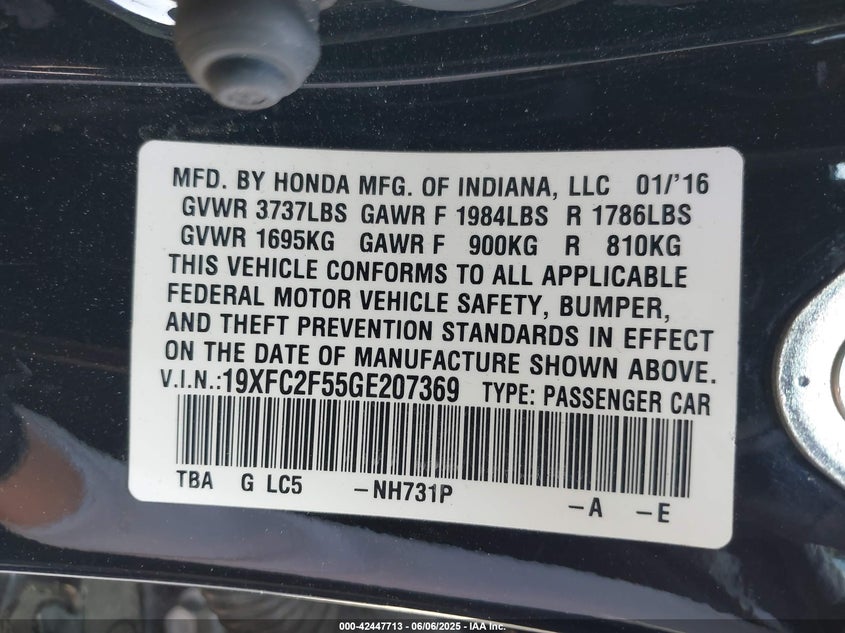 MFD. BY HONDA MFG. OF INDIANA, LLC 01/'16
GVWR 3737LBS GAWR F 1984LBS R 1786LBS
GVWR 1695KG GAWR F 900KG R 810KG
THIS VEHICLE CONFORMS TO ALL APPLICABLE
FEDERAL MOTOR VEHICLE SAFETY, BUMPER,
AND THEFT PREVENTION STANDARDS IN EFFECT
ON THE DATE OF MANUFACTURE SHOWN ABOVE.
V.I.N.:19XFC2F55GE207369 TYPE: PASSENGER CAR
TBA G LC5 -NH731P -A -E
000-42447713 - 06/06/2025 - IAA Inc.